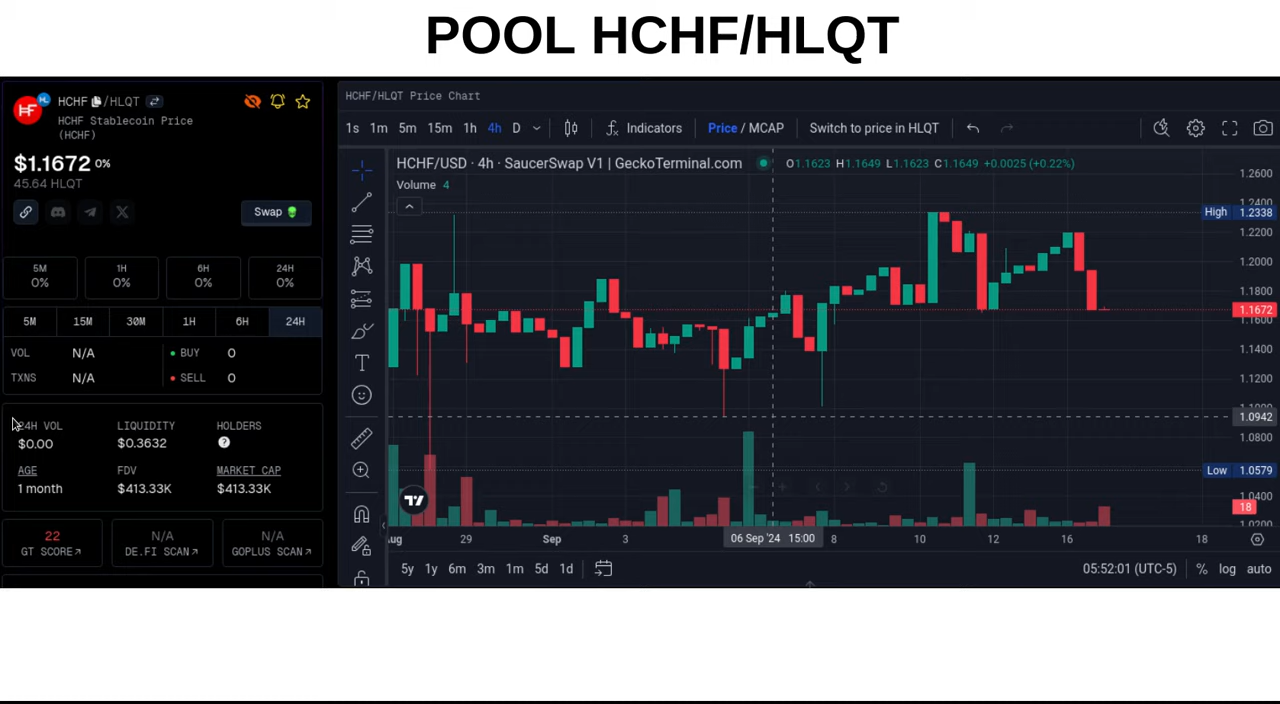 POOL HCHF/HLQT
HCHF/HLQT
HCHF Stablecoin Price
(HCHF)
$1.1672 0%
45.64 HLQT
Swap
5M 1H 6H 24H
0% 0% 0% 0%
5M 15M 30M 1H 6H 24H
VOL N/A BUY 0
TXNS N/A SELL 0
24H VOL LIQUIDITY HOLDERS
$0.00 $0.3632 ?
AGE FDV MARKET CAP
1 month $413.33K $413.33K
22 N/A N/A
GT SCORE↗ DE.FI SCAN↗ GOPLUS SCAN↗
HCHF/HLQT Price Chart
1s 1m 5m 15m 1h 4h D Indicators Price / MCAP Switch to price in HLQT
HCHF/USD · 4h · SaucerSwap V1 | GeckoTerminal.com O1.1623 H1.1649 L1.1623 C1.1649 +0.0025 (+0.22%)
Volume 4
1.2600
1.2400
High 1.2338
1.2200
1.2000
1.1800
1.1672
1.1600
1.1400
1.1200
1.0942
1.0800
Low 1.0579
1.0400
18
1.0200
Aug 29 Sep 3 06 Sep '24 15:00 8 10 12 16 18
5y 1y 6m 3m 1m 5d 1d 05:52:01 (UTC-5) % log auto